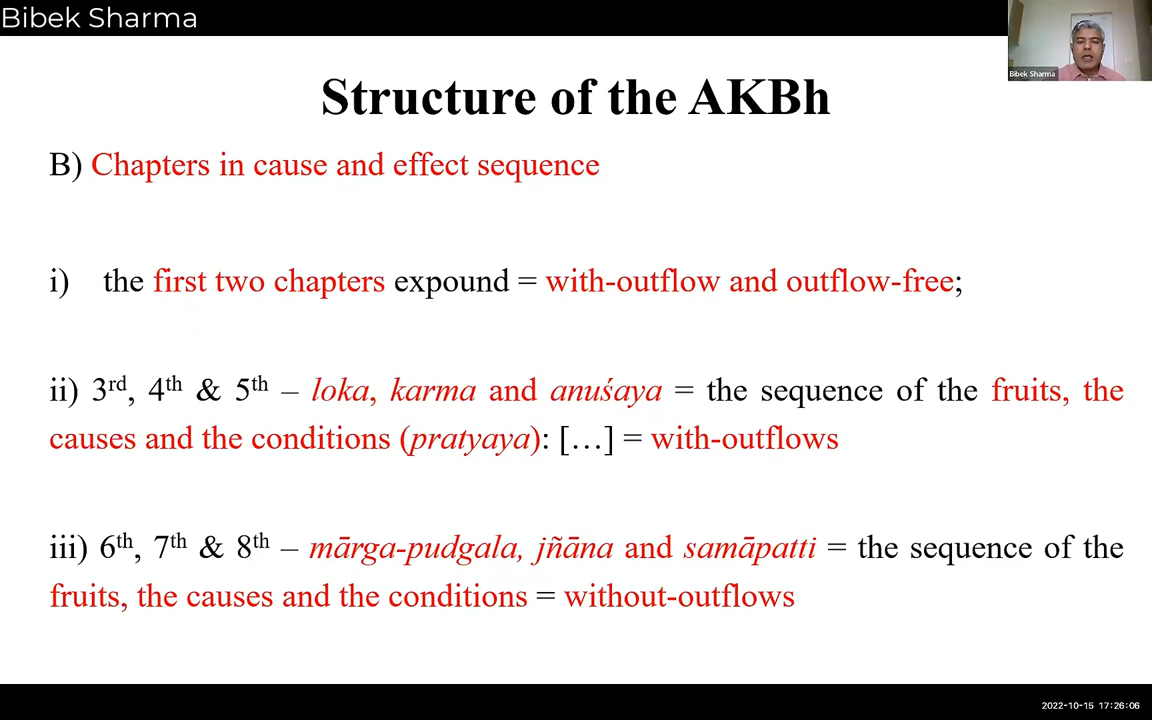 Bibek Sharma
Bibek Sharma
Structure of the AKBh
B) Chapters in cause and effect sequence
i) the first two chapters expound = with-outflow and outflow-free;
ii) 3rd, 4th & 5th – loka, karma and anuśaya = the sequence of the fruits, the
causes and the conditions (pratyaya): […] = with-outflows
iii) 6th, 7th & 8th – mārga-pudgala, jñāna and samāpatti = the sequence of the
fruits, the causes and the conditions = without-outflows
2022-10-15 17:26:06